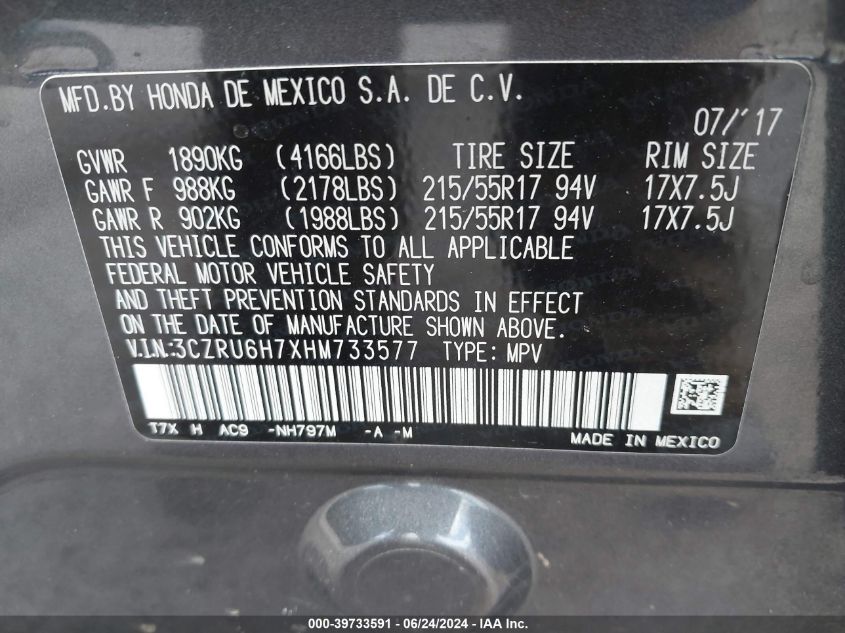 MFD.BY HONDA DE MEXICO S.A. DE C.V.
07/'17
GVWR 1890KG (4166LBS) TIRE SIZE RIM SIZE
GAWR F 988KG (2178LBS) 215/55R17 94V 17X7.5J
GAWR R 902KG (1988LBS) 215/55R17 94V 17X7.5J
THIS VEHICLE CONFORMS TO ALL APPLICABLE
FEDERAL MOTOR VEHICLE SAFETY
AND THEFT PREVENTION STANDARDS IN EFFECT
ON THE DATE OF MANUFACTURE SHOWN ABOVE.
V.I.N:3CZRU6H7XHM733577 TYPE: MPV
T7X H AC9 -NH797M -A -M
MADE IN MEXICO
000-39733591 - 06/24/2024 - IAA Inc.